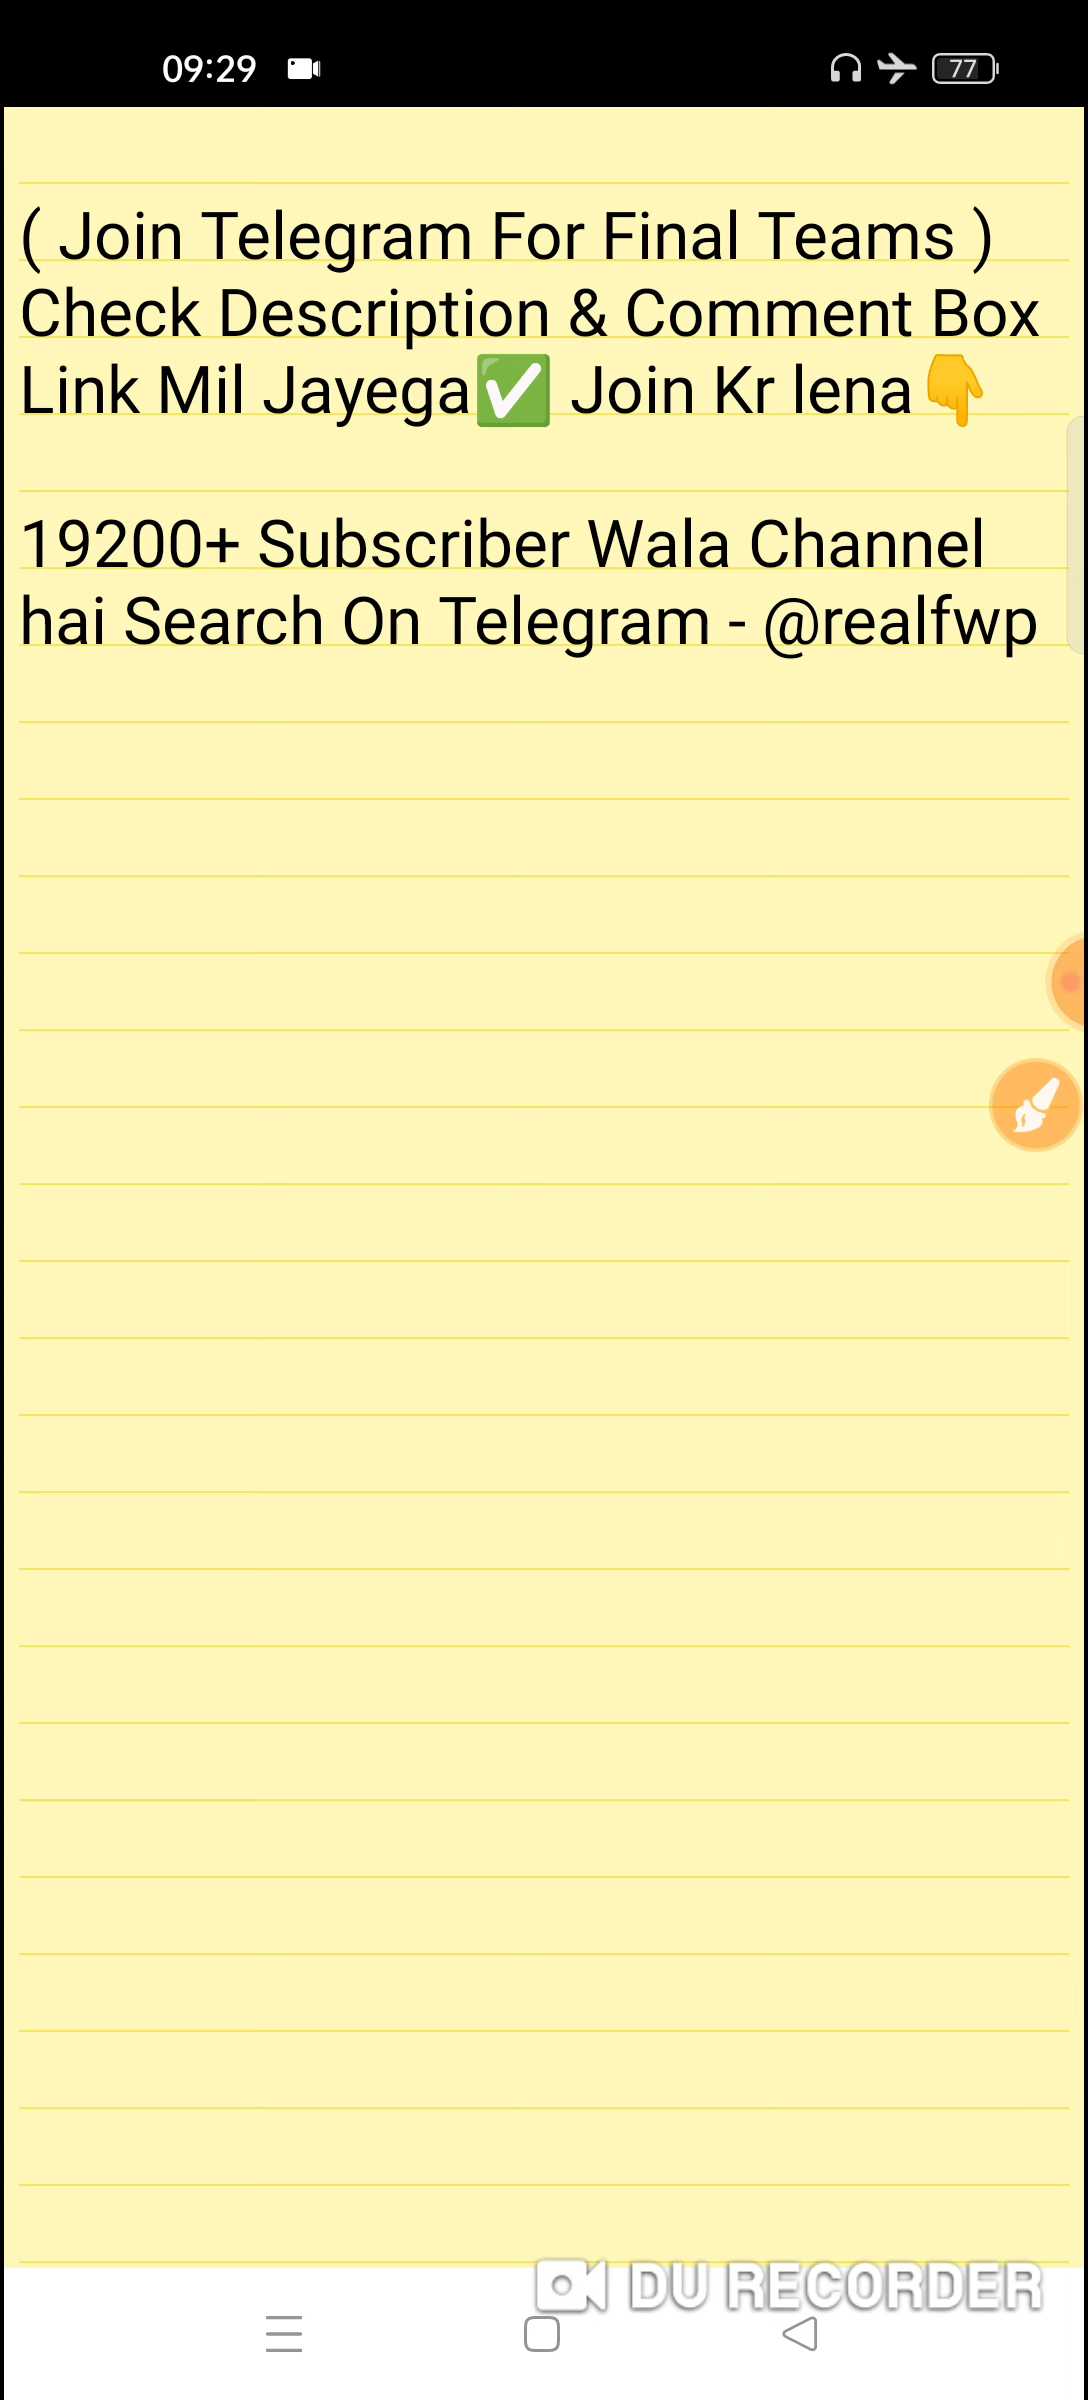 09:29
77
( Join Telegram For Final Teams )
Check Description & Comment Box
Link Mil Jayega✅ Join Kr lena👇
19200+ Subscriber Wala Channel
hai Search On Telegram - @realfwp
DU RECORDER